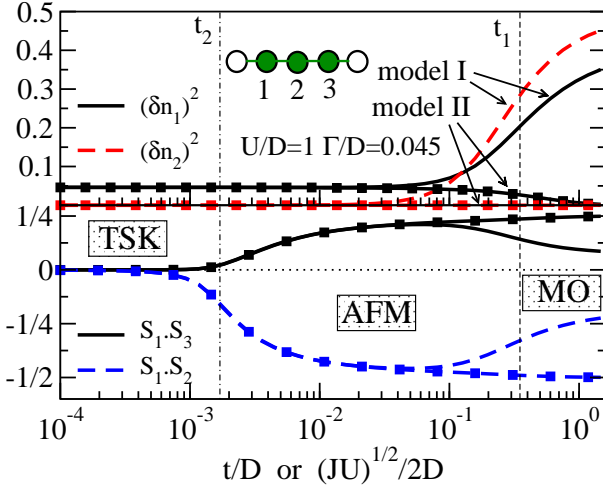 t₂ t₁
0.5
0.4
0.3
0.2
0.1
1 2 3
model I
model II
(δn₁)²
(δn₂)²
U/D=1 Γ/D=0.045
1/4
0
-1/4
-1/2
TSK
AFM
MO
S₁.S₃
S₁.S₂
10⁻⁴ 10⁻³ 10⁻² 10⁻¹ 10⁰
t/D or (JU)^{1/2}/2D